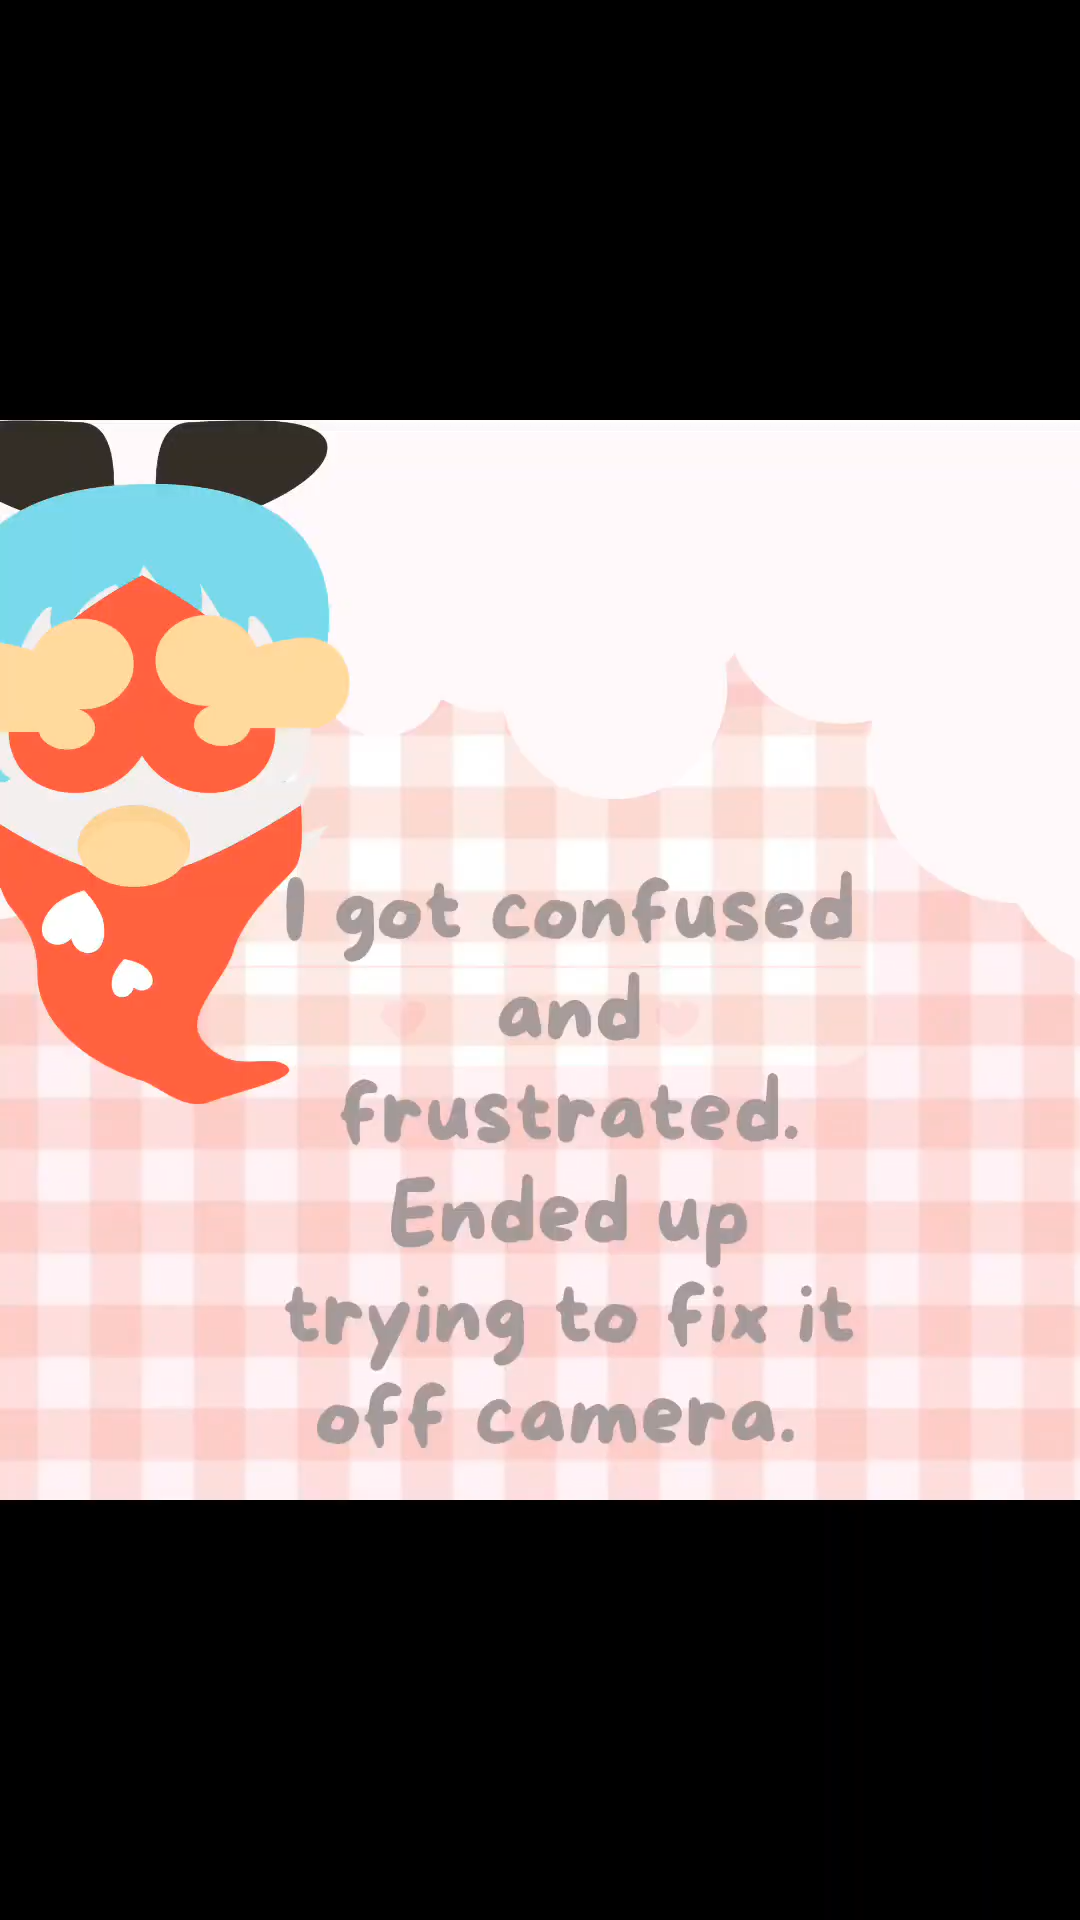 I got confused
and
frustrated.
Ended up
trying to fix it
off camera.